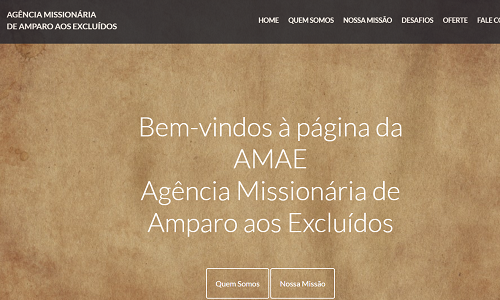 AGÊNCIA MISSIONÁRIA
DE AMPARO AOS EXCLUÍDOS
HOME QUEM SOMOS NOSSA MISSÃO DESAFIOS OFERTE FALE CO
Bem-vindos à página da
AMAE
Agência Missionária de
Amparo aos Excluídos
Quem Somos Nossa Missão